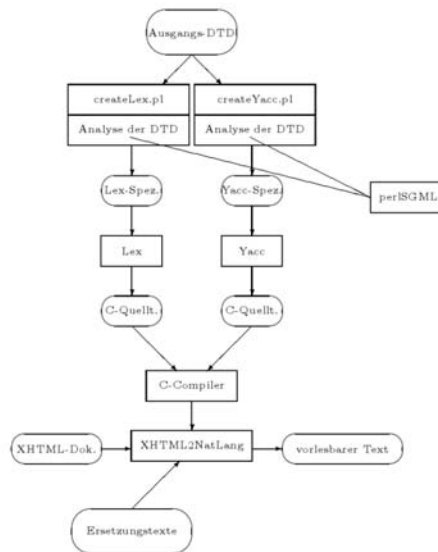 Ausgangs-DTD
createLex.pl
createYacc.pl
Analyse der DTD
Analyse der DTD
Lex-Spez.
Yacc-Spez.
perlSGML
Lex
Yacc
C-Quellt.
C-Quellt.
C-Compiler
XHTML-Dok.
XHTML2NatLang
vorlesbarer Text
Ersetzungstexte